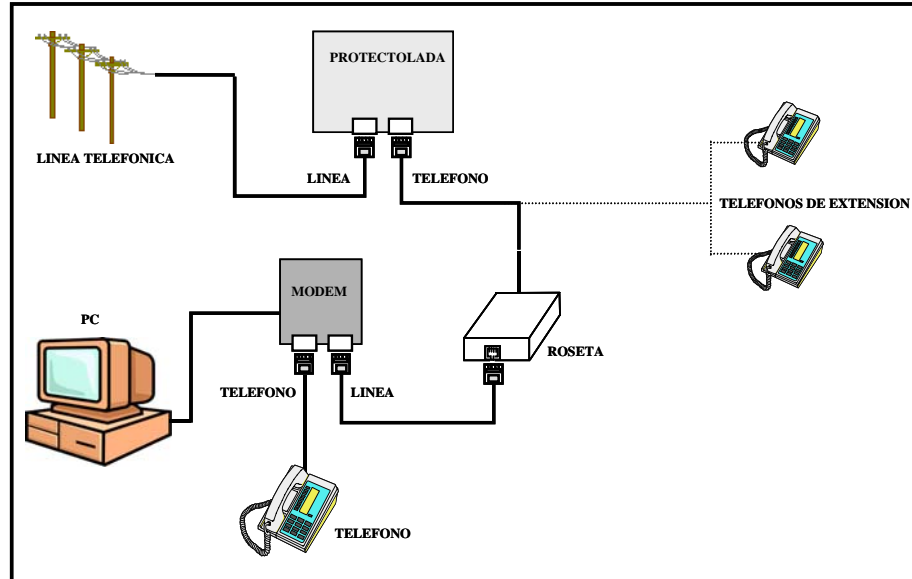 PROTECTOLADA
LINEA TELEFONICA
LINEA
TELEFONO
TELEFONOS DE EXTENSION
MODEM
PC
ROSETA
TELEFONO
LINEA
TELEFONO